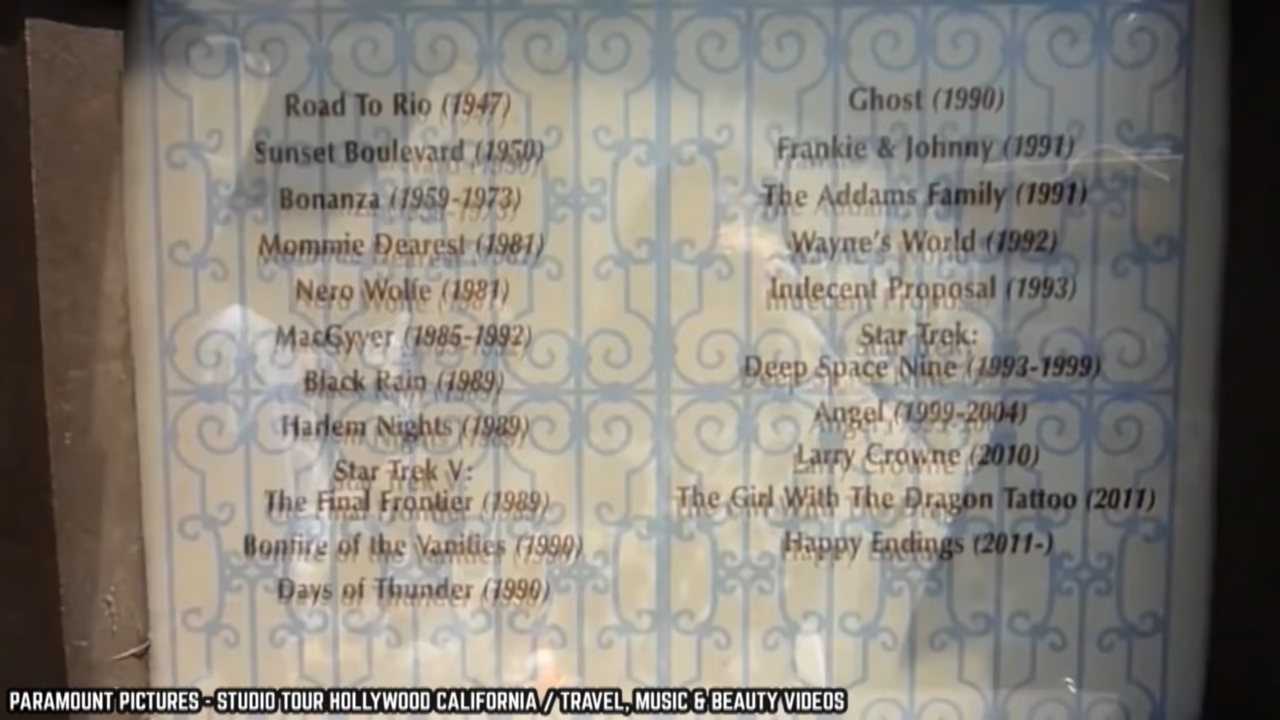 Road To Rio (1947)
Sunset Boulevard (1950)
Bonanza (1959-1973)
Mommie Dearest (1981)
Nero Wolfe (1981)
MacGyver (1985-1992)
Black Rain (1989)
Harlem Nights (1989)
Star Trek V:
The Final Frontier (1989)
Bonfire of the Vanities (1990)
Days of Thunder (1990)
Ghost (1990)
Frankie & Johnny (1991)
The Addams Family (1991)
Wayne's World (1992)
Indecent Proposal (1993)
Star Trek:
Deep Space Nine (1993-1999)
Angel (1999-2004)
Larry Crowne (2010)
The Girl With The Dragon Tattoo (2011)
Happy Endings (2011-)
PARAMOUNT PICTURES - STUDIO TOUR HOLLYWOOD CALIFORNIA / TRAVEL, MUSIC & BEAUTY VIDEOS